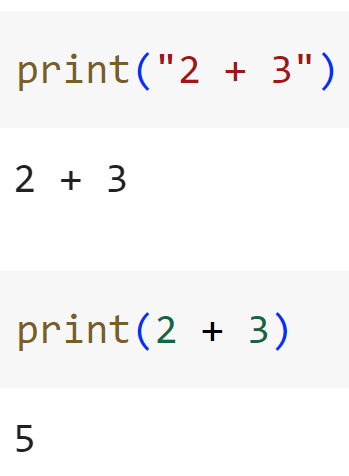 print("2 + 3")
2 + 3
print(2 + 3)
5